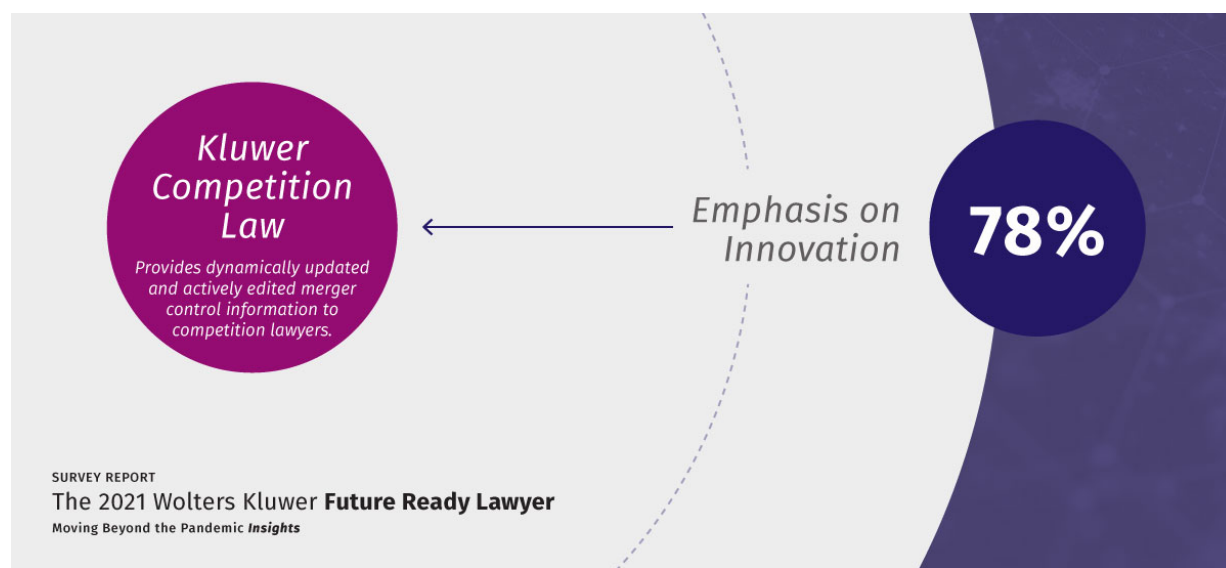 Kluwer
Competition
Law
Provides dynamically updated
and actively edited merger
control information to
competition lawyers.
Emphasis on
Innovation
78%
SURVEY REPORT
The 2021 Wolters Kluwer Future Ready Lawyer
Moving Beyond the Pandemic Insights